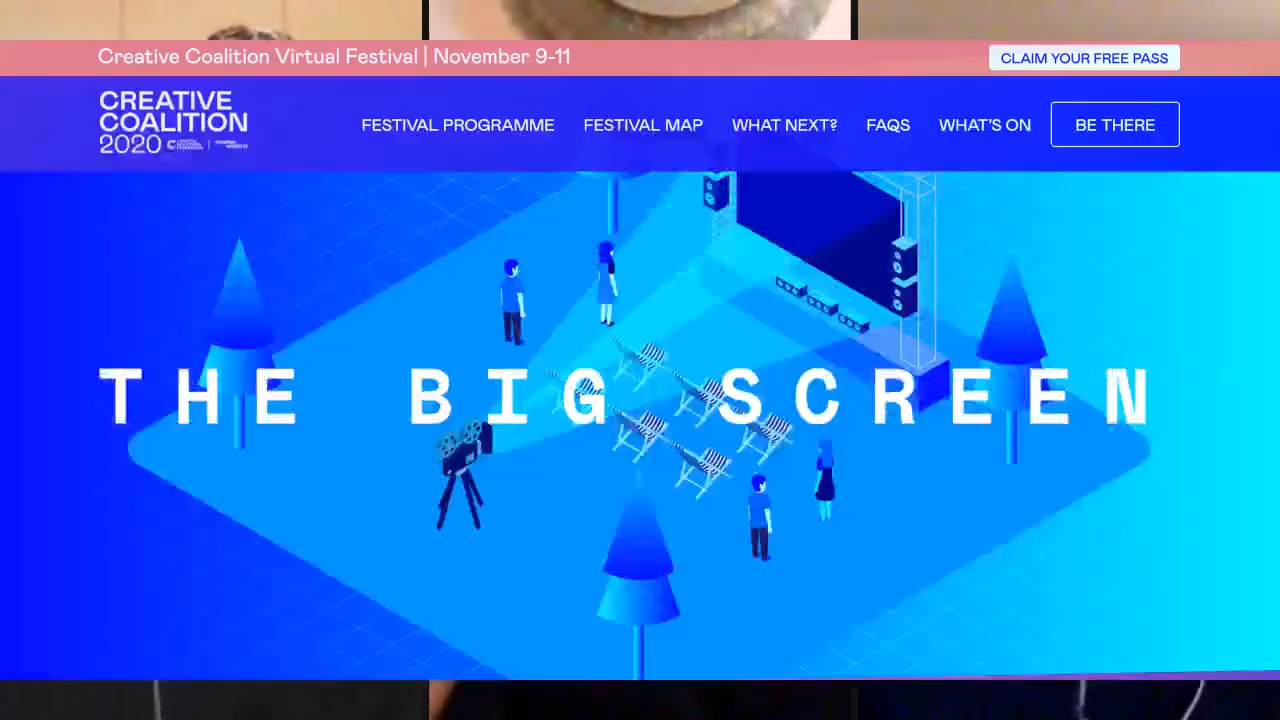 Creative Coalition Virtual Festival | November 9-11
CLAIM YOUR FREE PASS
CREATIVE
COALITION
2020
FESTIVAL PROGRAMME
FESTIVAL MAP
WHAT NEXT?
FAQS
WHAT'S ON
BE THERE
THE BIG SCREEN